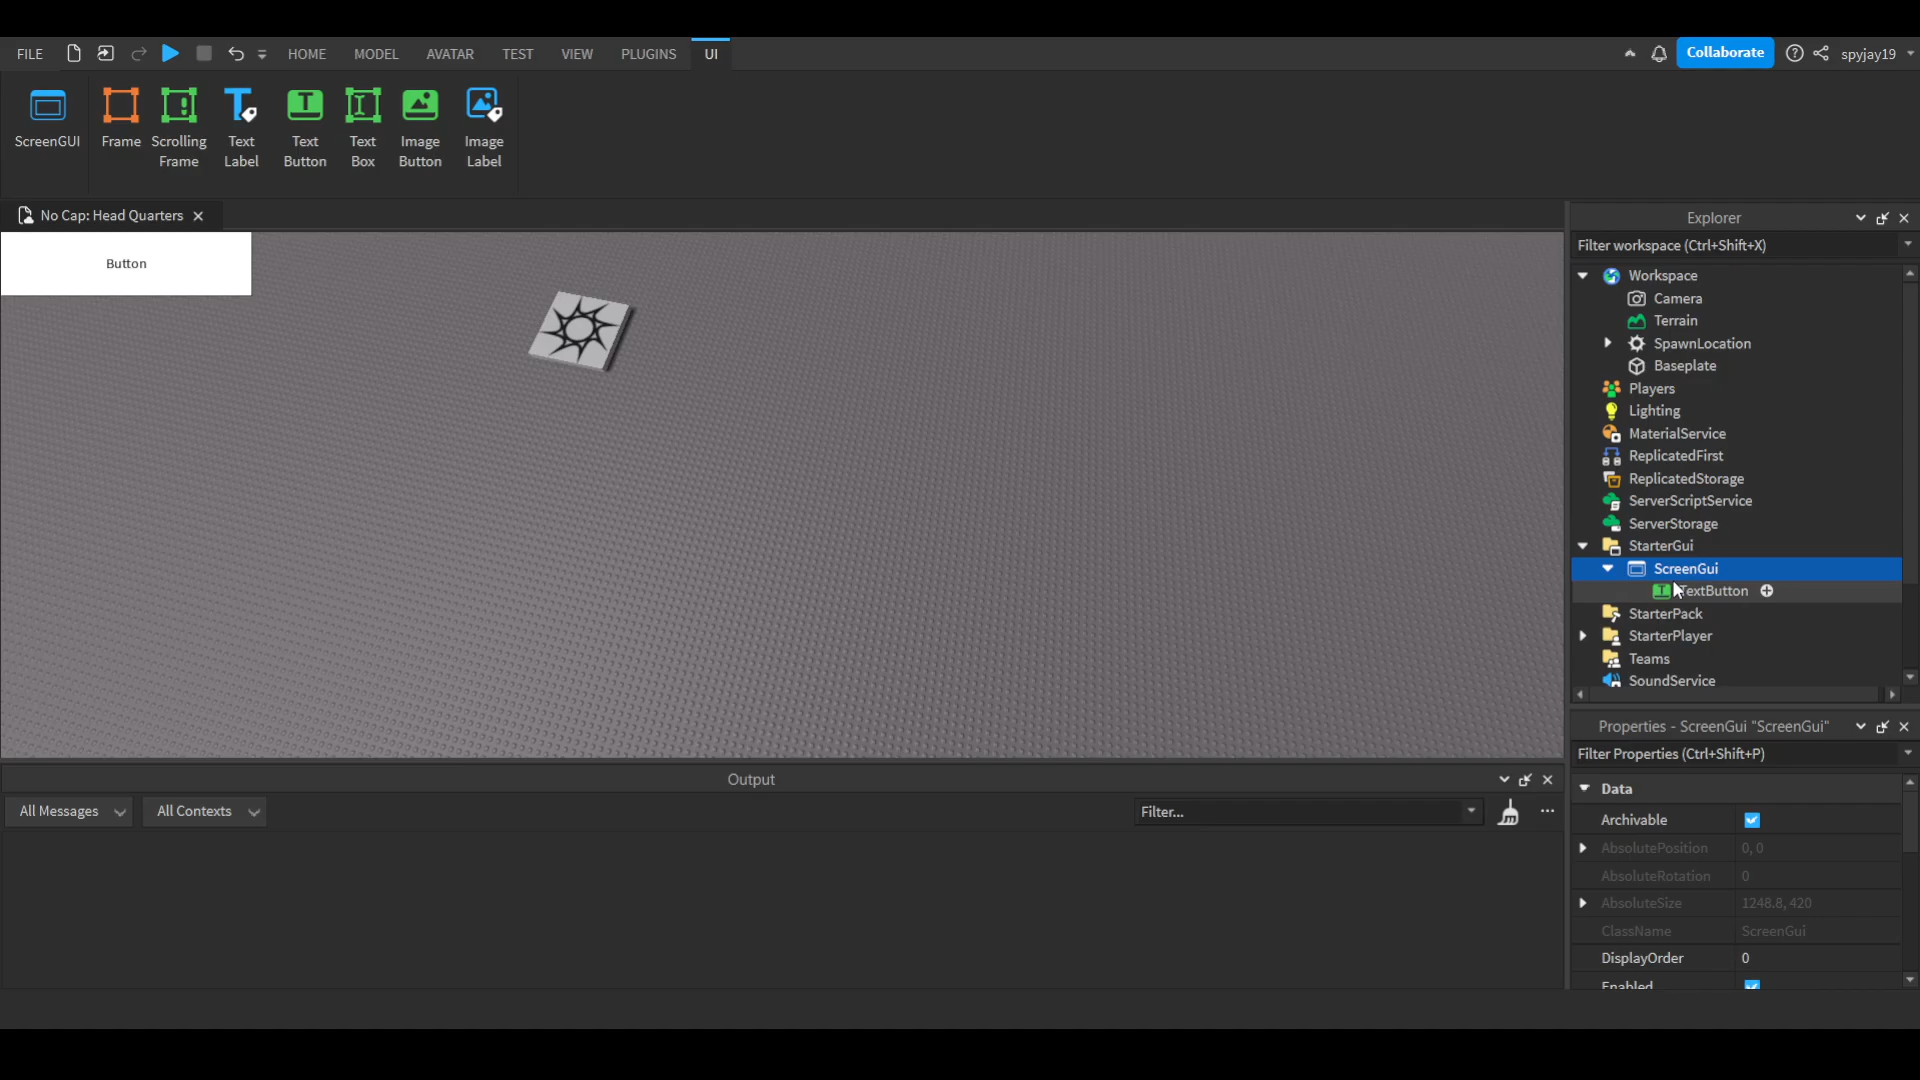 FILE HOME MODEL AVATAR TEST VIEW PLUGINS UI Collaborate spyjay19
ScreenGUI Frame Scrolling Frame Text Label Text Button Text Box Image Button Image Label
No Cap: Head Quarters
Button
Explorer
Filter workspace (Ctrl+Shift+X)
Workspace
Camera
Terrain
SpawnLocation
Baseplate
Players
Lighting
MaterialService
ReplicatedFirst
ReplicatedStorage
ServerScriptService
ServerStorage
StarterGui
ScreenGui
TextButton
StarterPack
StarterPlayer
Teams
SoundService
Properties - ScreenGui "ScreenGui"
Filter Properties (Ctrl+Shift+P)
Data
Archivable
AbsolutePosition 0, 0
AbsoluteRotation 0
AbsoluteSize 1248.8, 420
ClassName ScreenGui
DisplayOrder 0
Enabled
Output
All Messages All Contexts Filter...